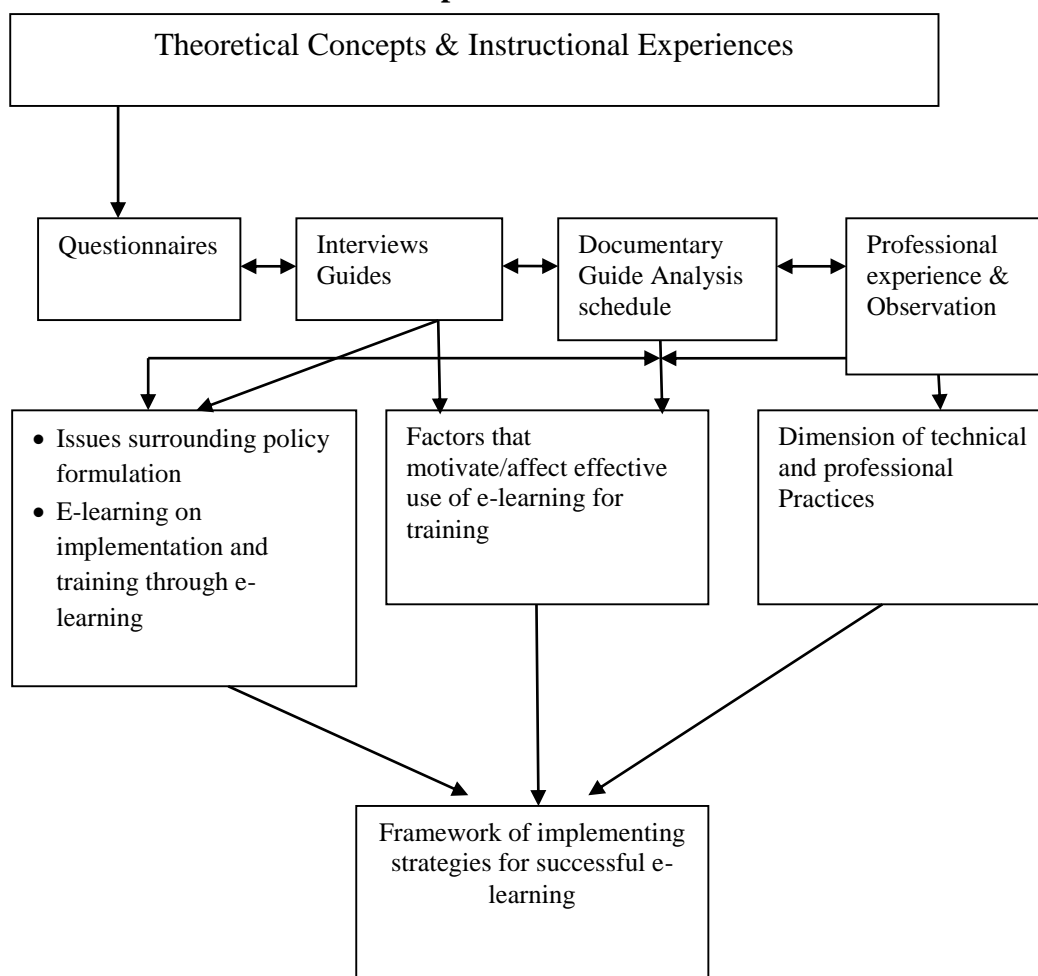 Theoretical Concepts & Instructional Experiences
Questionnaires
Interviews
Guides
Documentary
Guide Analysis
schedule
Professional
experience &
Observation
• Issues surrounding policy
formulation
• E-learning on
implementation and
training through e-
learning
Factors that
motivate/affect effective
use of e-learning for
training
Dimension of technical
and professional
Practices
Framework of implementing
strategies for successful e-
learning